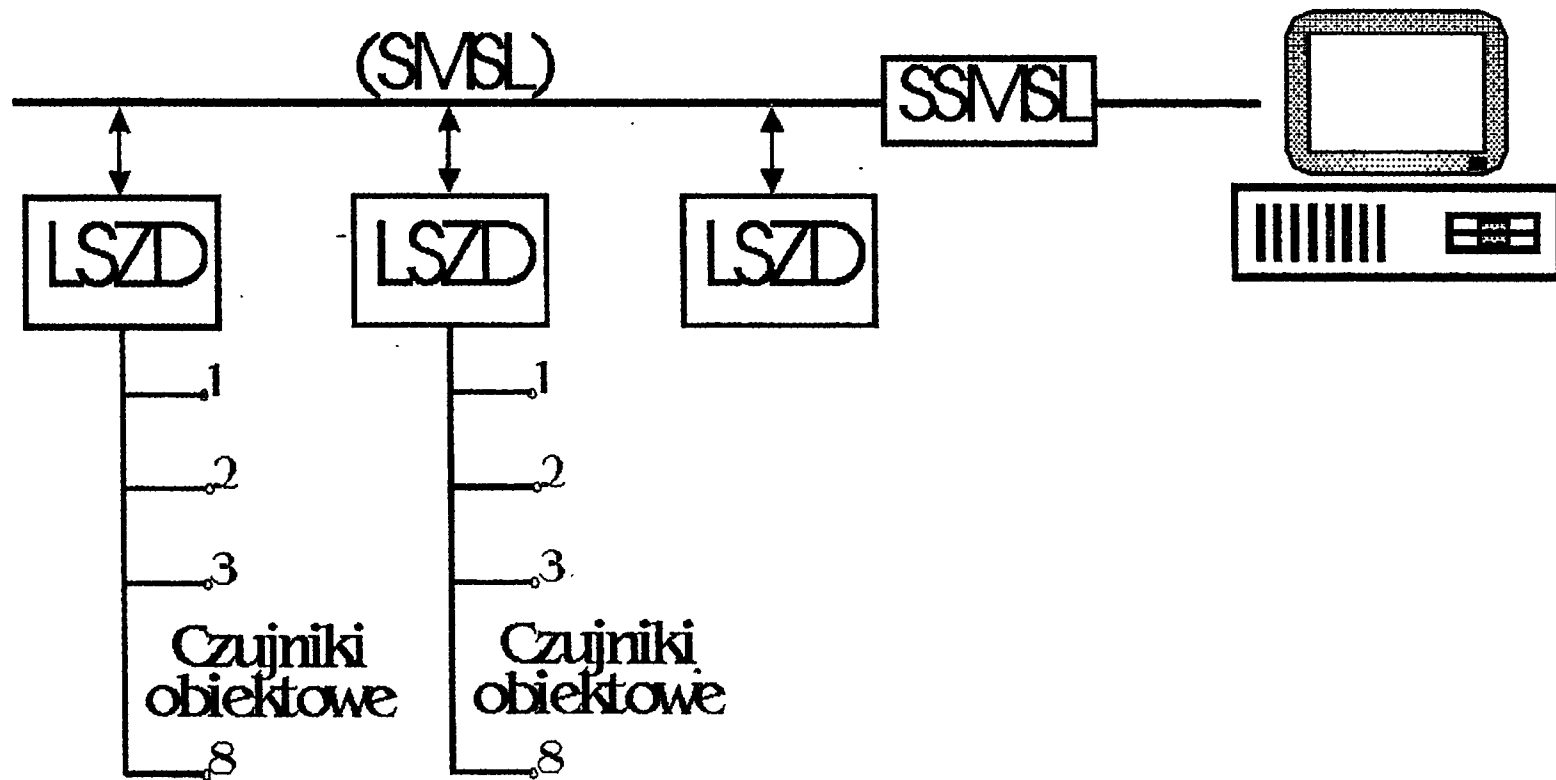 (SMSL)
SSMSL
LSZD
LSZD
LSZD
1
2
3
Czujniki
obiektowe
8
1
2
3
Czujniki
obiektowe
8